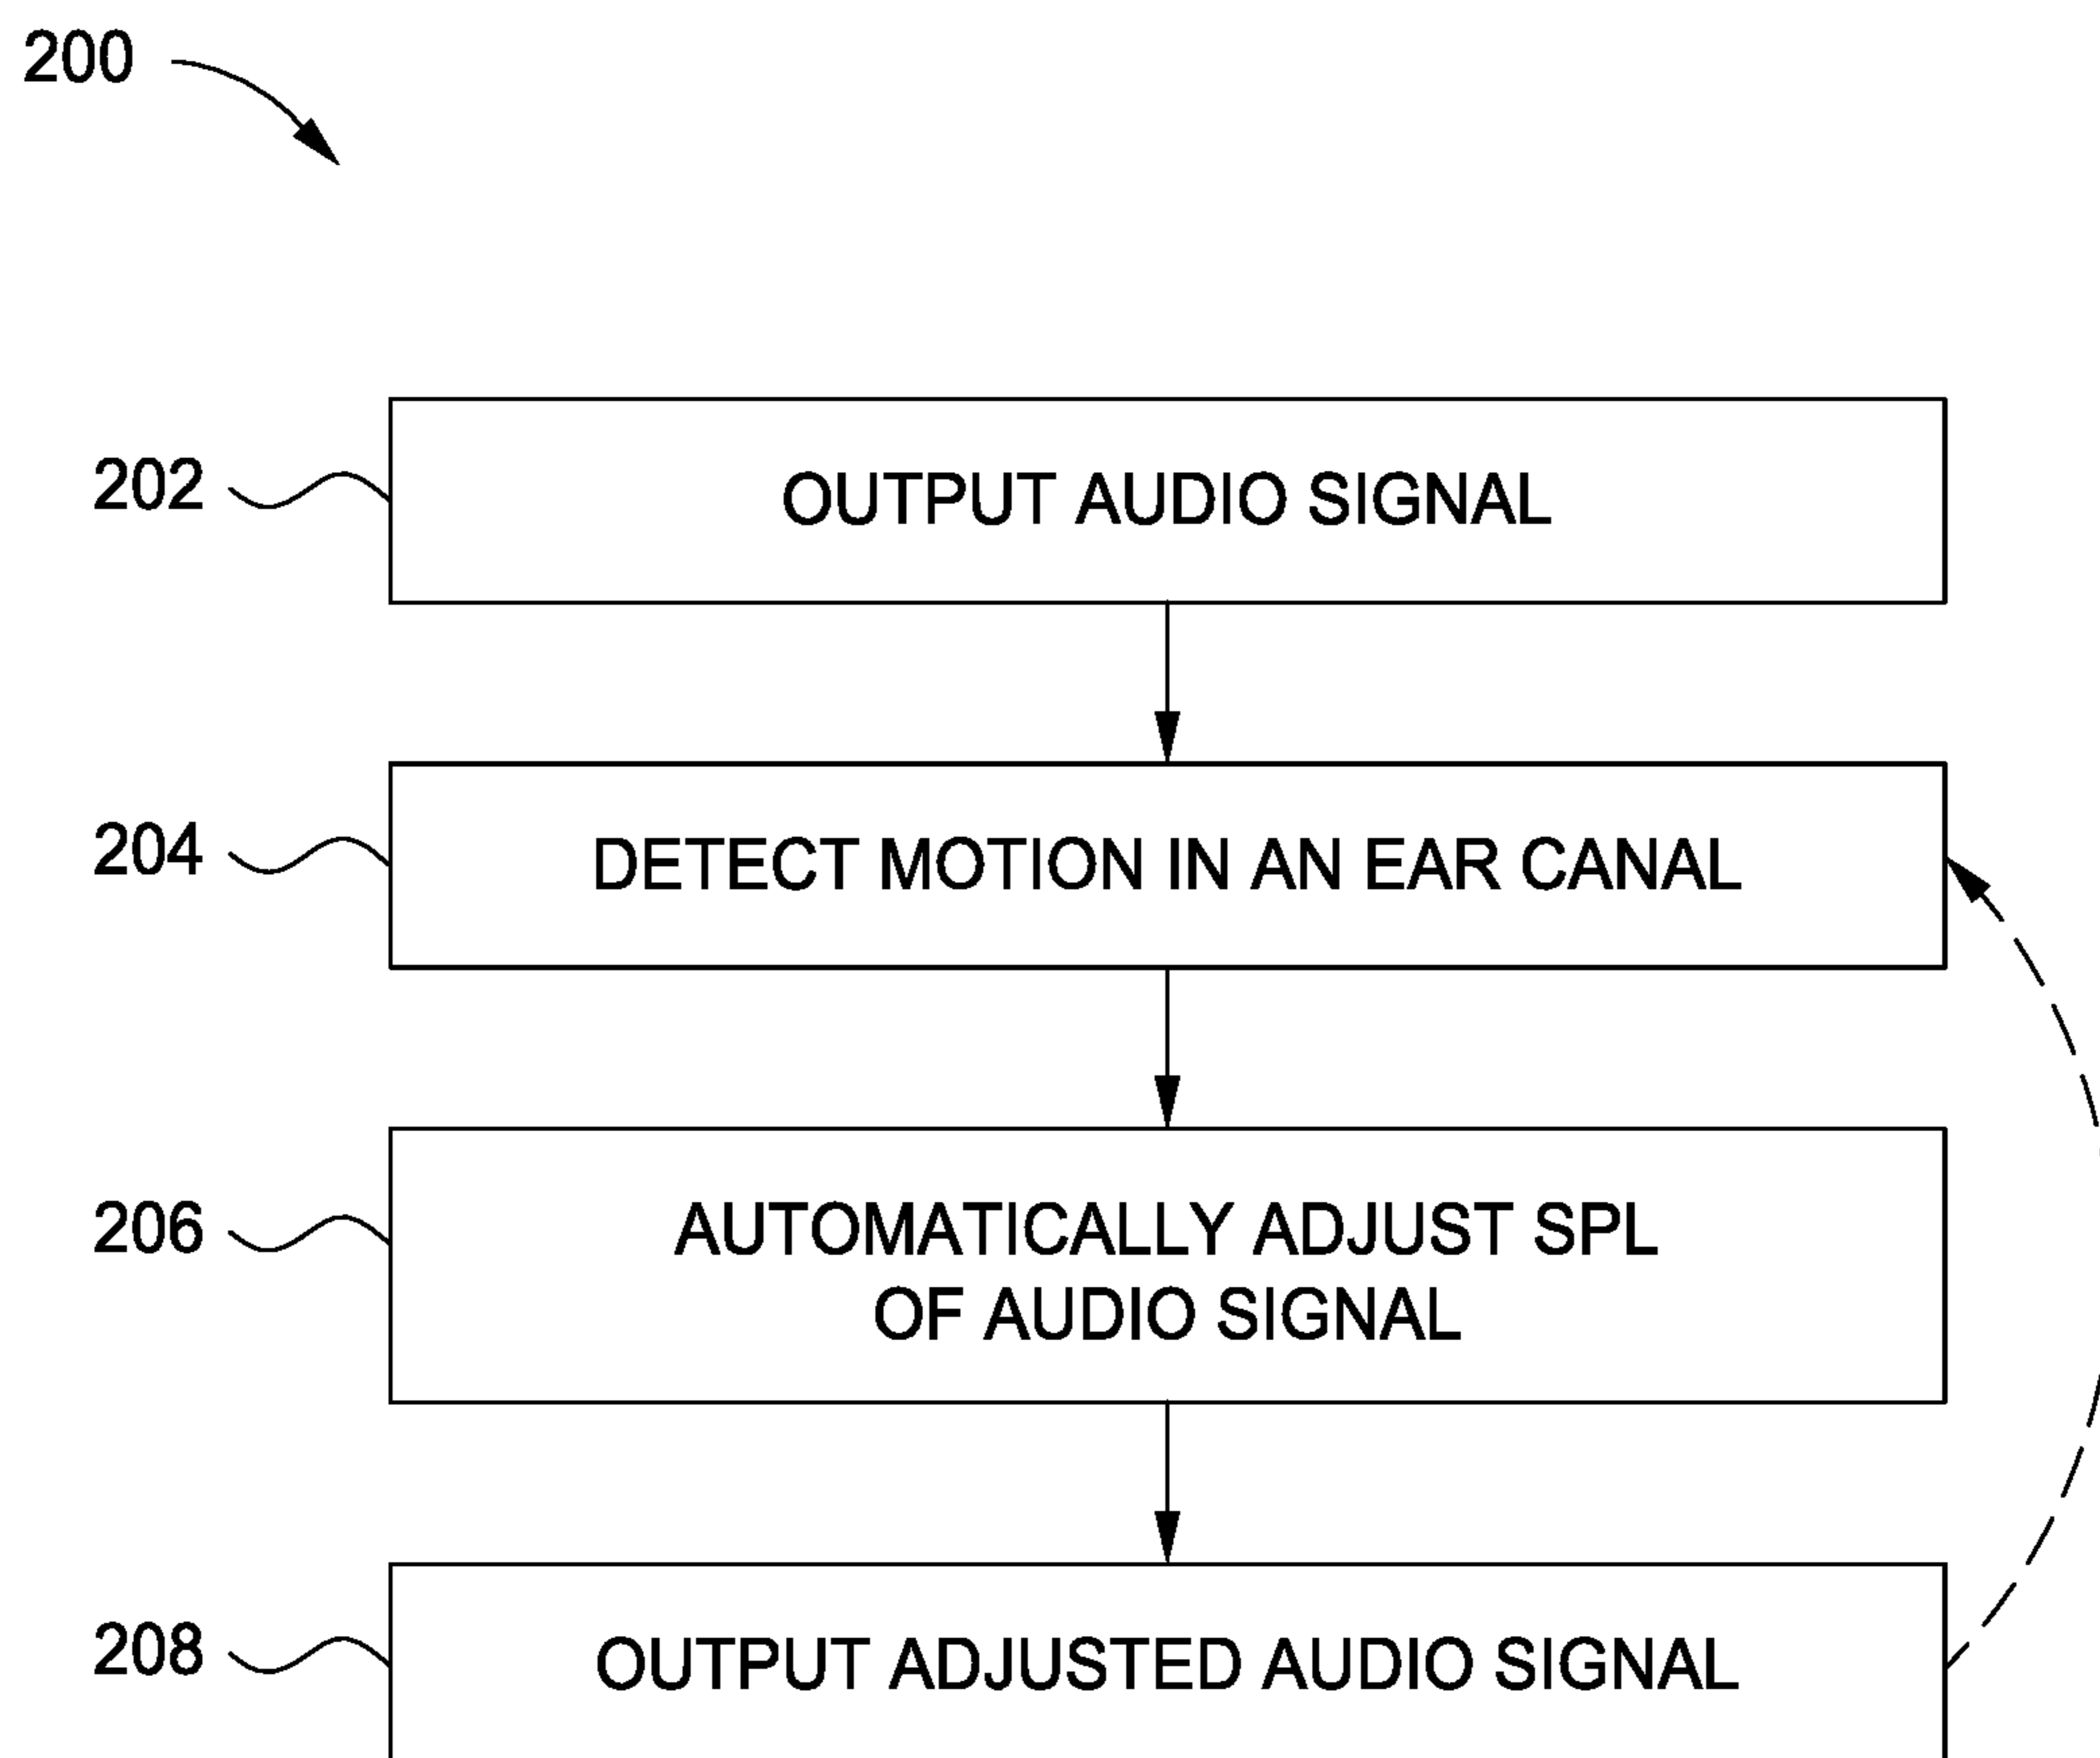 200
202
OUTPUT AUDIO SIGNAL
204
DETECT MOTION IN AN EAR CANAL
206
AUTOMATICALLY ADJUST SPL
OF AUDIO SIGNAL
208
OUTPUT ADJUSTED AUDIO SIGNAL